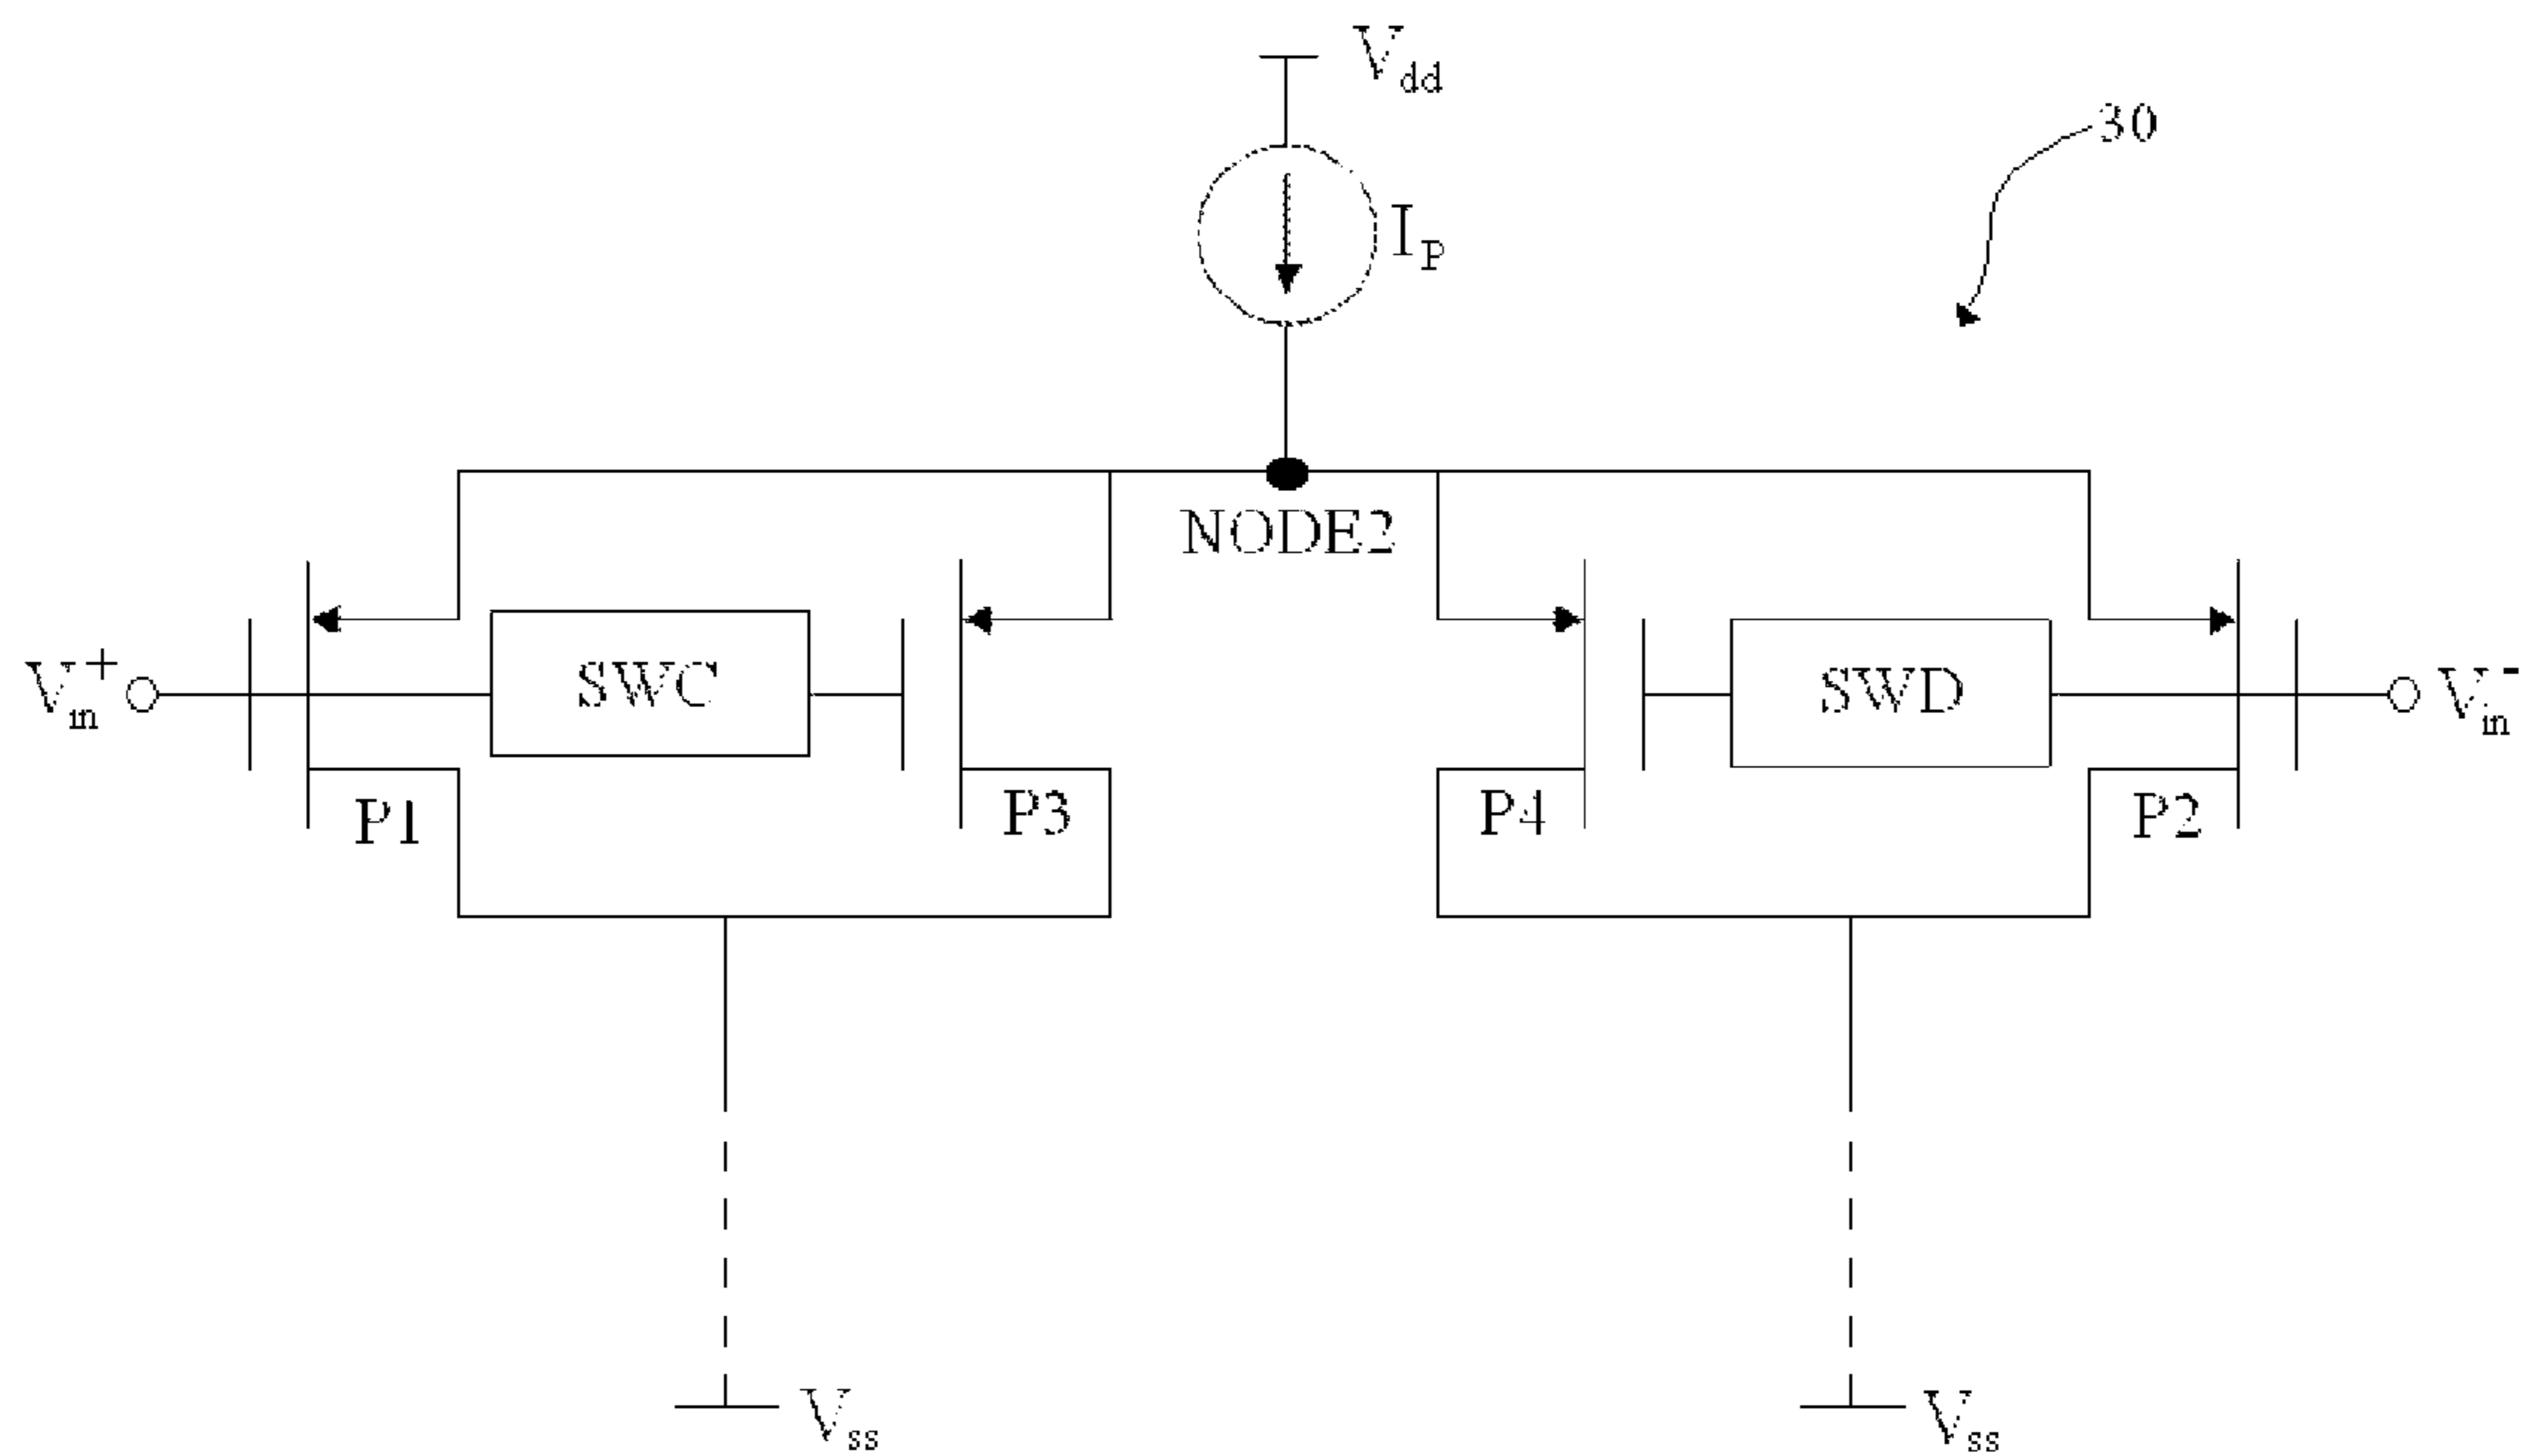 Vdd
30
IP
NODE2
Vin+
SWC
SWD
Vin-
P1
P3
P4
P2
Vss
Vss